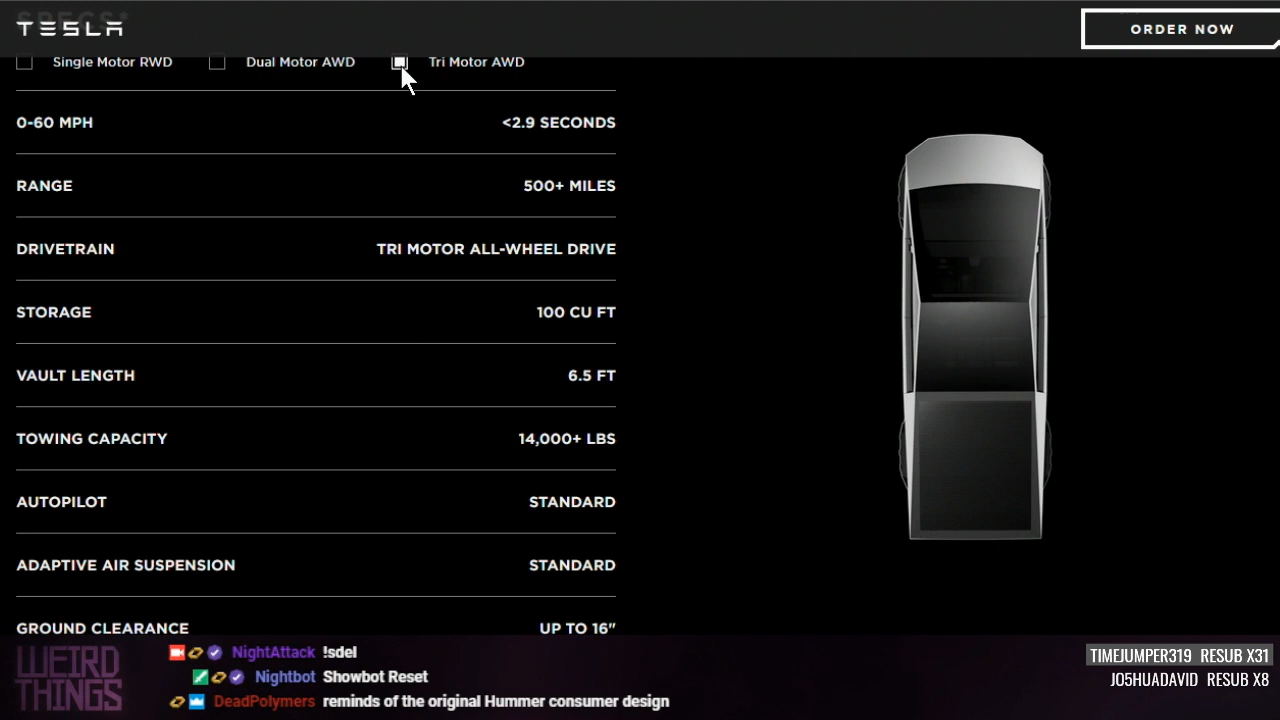 SPECS*
TESLA
ORDER NOW
Single Motor RWD Dual Motor AWD Tri Motor AWD
0-60 MPH <2.9 SECONDS
RANGE 500+ MILES
DRIVETRAIN TRI MOTOR ALL-WHEEL DRIVE
STORAGE 100 CU FT
VAULT LENGTH 6.5 FT
TOWING CAPACITY 14,000+ LBS
AUTOPILOT STANDARD
ADAPTIVE AIR SUSPENSION STANDARD
GROUND CLEARANCE UP TO 16"
WEIRD
THINGS
NightAttack !sdel
Nightbot Showbot Reset
DeadPolymers reminds of the original Hummer consumer design
TIMEJUMPER319 RESUB X31
JO5HUADAVID RESUB X8